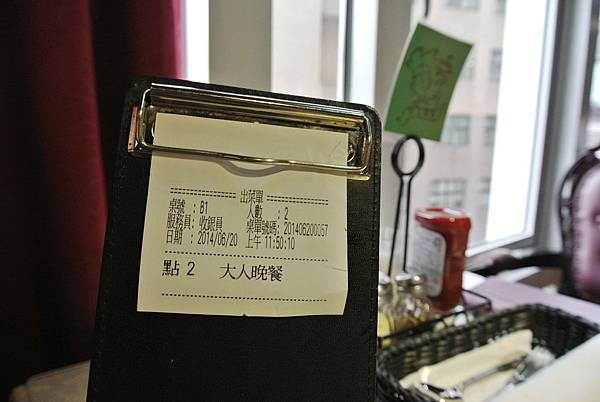 出菜單
桌號 : B1 人數 : 2
服務員: 收銀員 桌單號碼: 201406200057
日期 : 2014/06/20 上午 11:50:10
點 2 大人晚餐